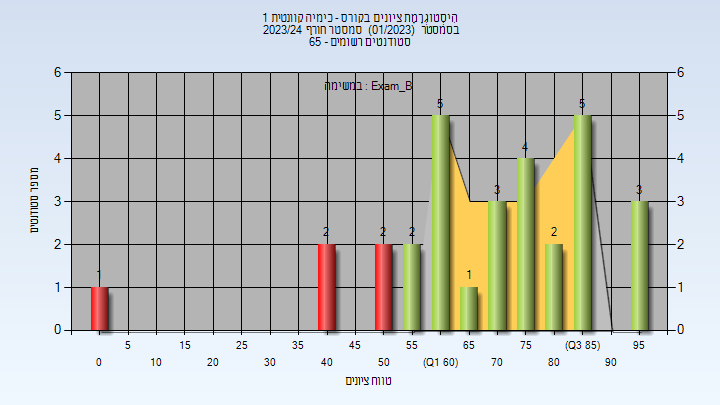 היסטוגרמת ציונים בקורס - כימיה קוונטית 1
בסמסטר (01/2023) סמסטר חורף 2023/24
סטודנטים רשומים - 65
במשימה : Exam_B
מספר סטודנטים
6 6
5 5
4 4
3 3
2 2
1 1
0 0
1 2 2 2 5 1 3 4 2 5 3
5 15 25 35 45 55 65 75 (Q3 85) 95
0 10 20 30 40 50 (Q1 60) 70 80 90
טווח ציונים